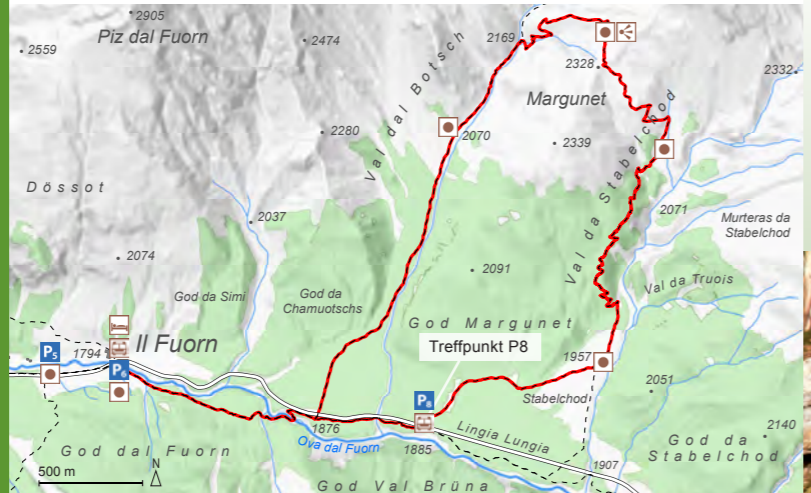 2905
Piz dal Fuorn
2559
2474
2169
2328
2332
Margunet
Val dal Botsch
2280
2070
2339
Val da Stabelchod
Dössot
2037
2071
Murteras da
Stabelchod
2074
2091
Val da Truois
God da Simi
God da
Chamuotschs
God Margunet
Il Fuorn
P5
1794
P6
Treffpunkt P8
1957
P8
Stabelchod
2051
1876
Lingia Lungia
2140
Ova dal Fuorn
1885
God da
Stabelchod
God dal Fuorn
1907
500 m
N
God Val Brüna